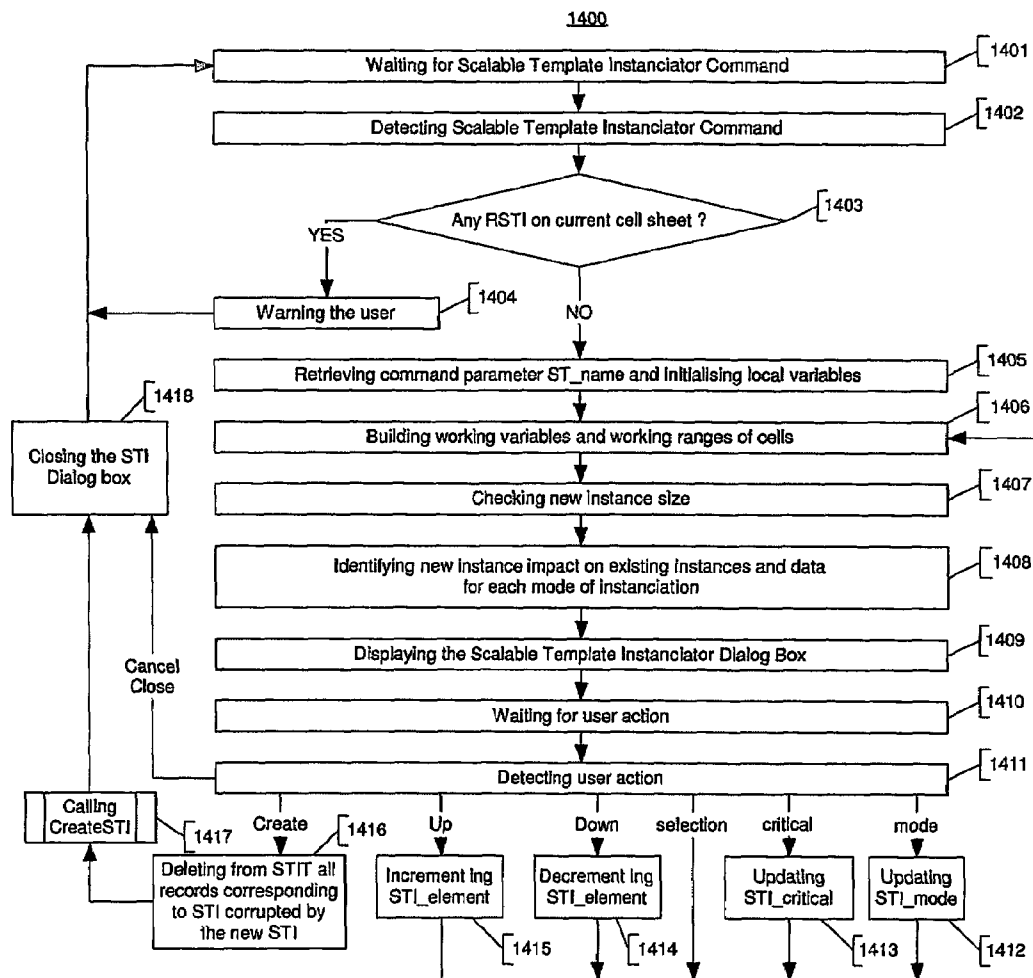 1400
Waiting for Scalable Template Instanciator Command
1401
Detecting Scalable Template Instanciator Command
1402
Any RSTI on current cell sheet ?
1403
YES
Warning the user
1404
NO
Retrieving command parameter ST_name and initialising local variables
1405
1418
Closing the STI
Dialog box
Building working variables and working ranges of cells
1406
Checking new instance size
1407
Identifying new instance impact on existing instances and data
for each mode of instanciation
1408
Displaying the Scalable Template Instanciator Dialog Box
1409
Cancel
Close
Waiting for user action
1410
Detecting user action
1411
Calling
CreateSTI
1417
Create
1416
Up
Down
selection
critical
mode
Deleting from STIT all
records corresponding
to STI corrupted by
the new STI
Increment ing
STI_element
1415
Decrement ing
STI_element
1414
Updating
STI_critical
1413
Updating
STI_mode
1412